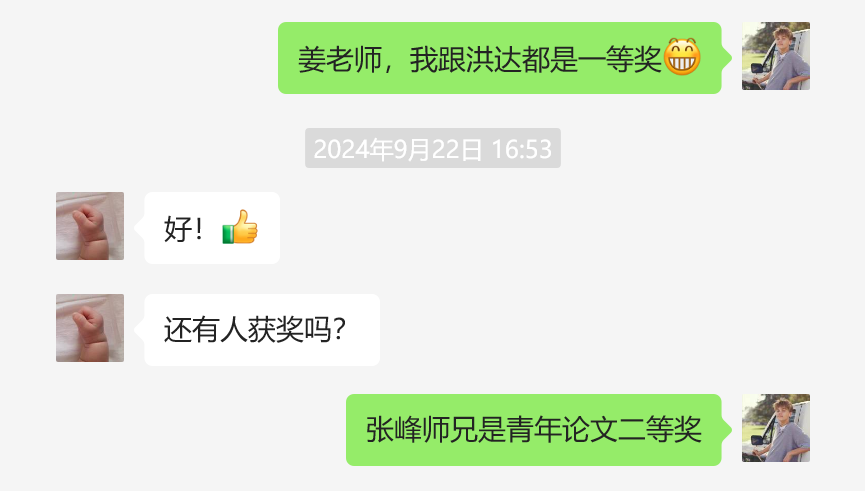 姜老师，我跟洪达都是一等奖😁
2024年9月22日 16:53
好！👍
还有人获奖吗？
张峰师兄是青年论文二等奖